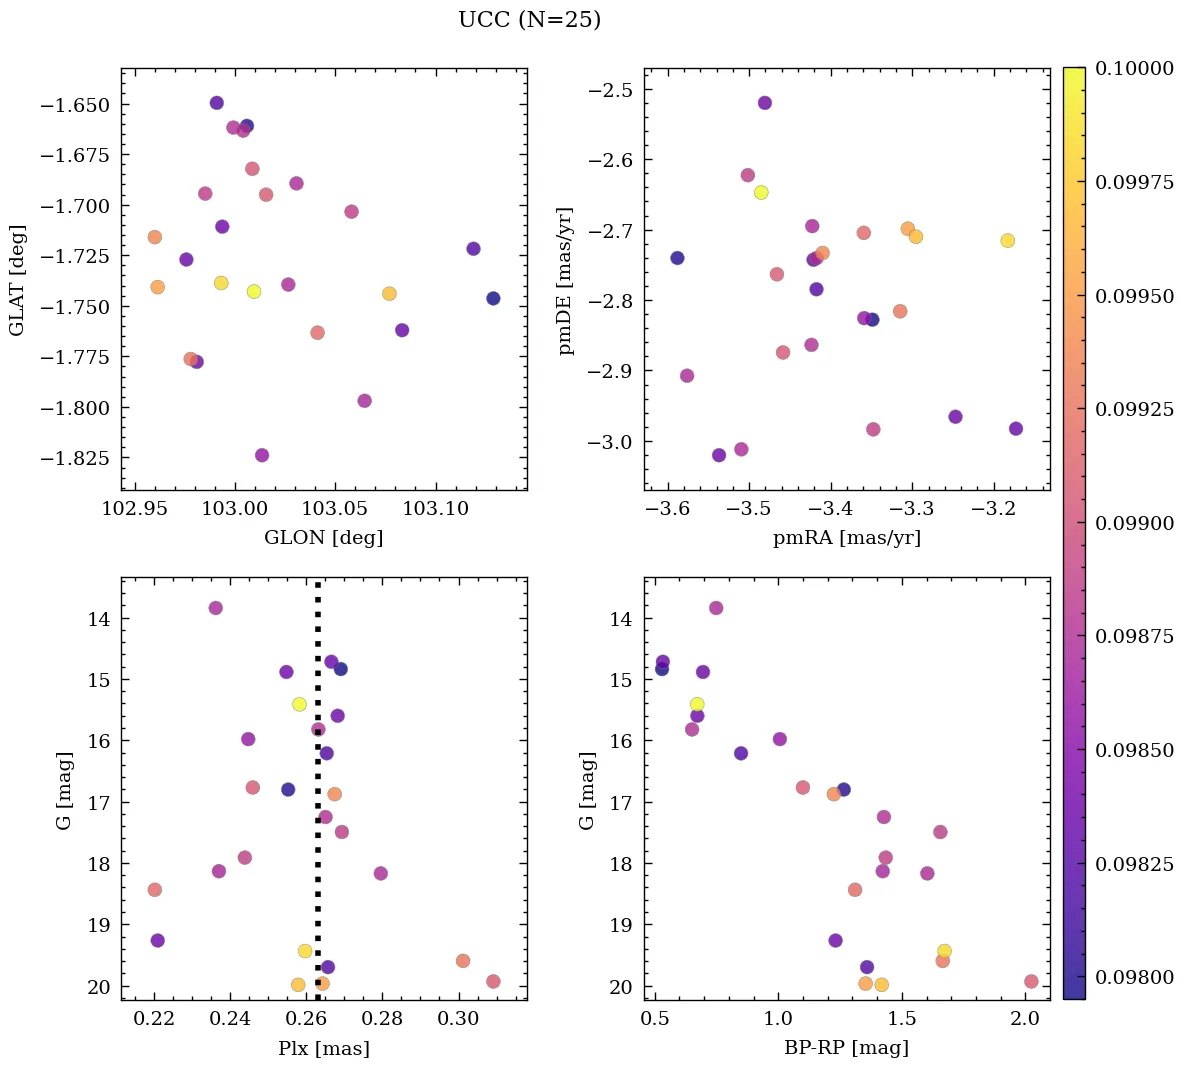 UCC (N=25)
−1.650
−1.675
−1.700
−1.725
−1.750
−1.775
−1.800
−1.825
GLAT [deg]
102.95 103.00 103.05 103.10
GLON [deg]
−2.5
−2.6
−2.7
−2.8
−2.9
−3.0
pmDE [mas/yr]
−3.6 −3.5 −3.4 −3.3 −3.2
pmRA [mas/yr]
14
15
16
17
18
19
20
G [mag]
0.22 0.24 0.26 0.28 0.30
Plx [mas]
14
15
16
17
18
19
20
G [mag]
0.5 1.0 1.5 2.0
BP-RP [mag]
0.10000
0.09975
0.09950
0.09925
0.09900
0.09875
0.09850
0.09825
0.09800